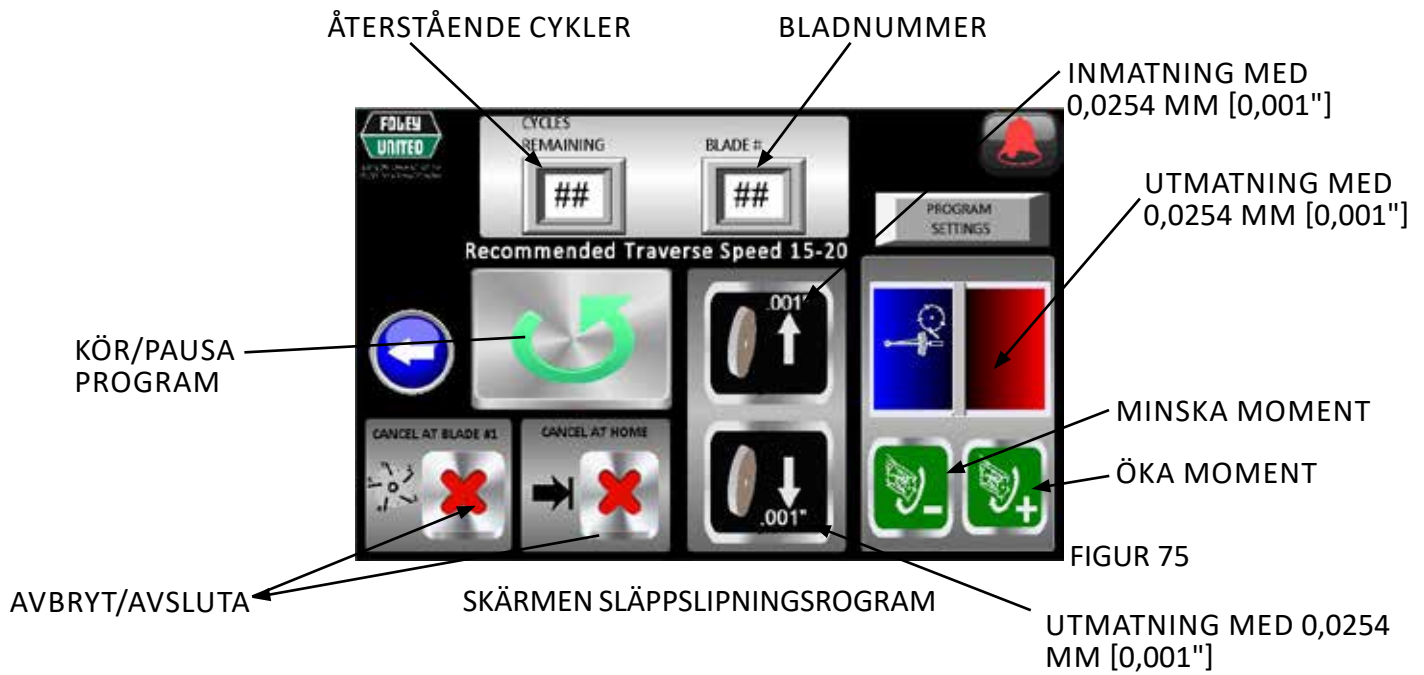 ÅTERSTÅENDE CYKLER
BLADNUMMER
INMATNING MED
0,0254 MM [0,001"]
FOLEY
UNITED
CYCLES
REMAINING
BLADE #
##
##
PROGRAM
SETTINGS
UTMATNING MED
0,0254 MM [0,001"]
Recommended Traverse Speed 15-20
.001"
KÖR/PAUSA
PROGRAM
MINSKA MOMENT
CANCEL AT BLADE #1
CANCEL AT HOME
ÖKA MOMENT
.001"
FIGUR 75
AVBRYT/AVSLUTA
SKÄRMEN SLÄPPSLIPNINGSROGRAM
UTMATNING MED 0,0254
MM [0,001"]